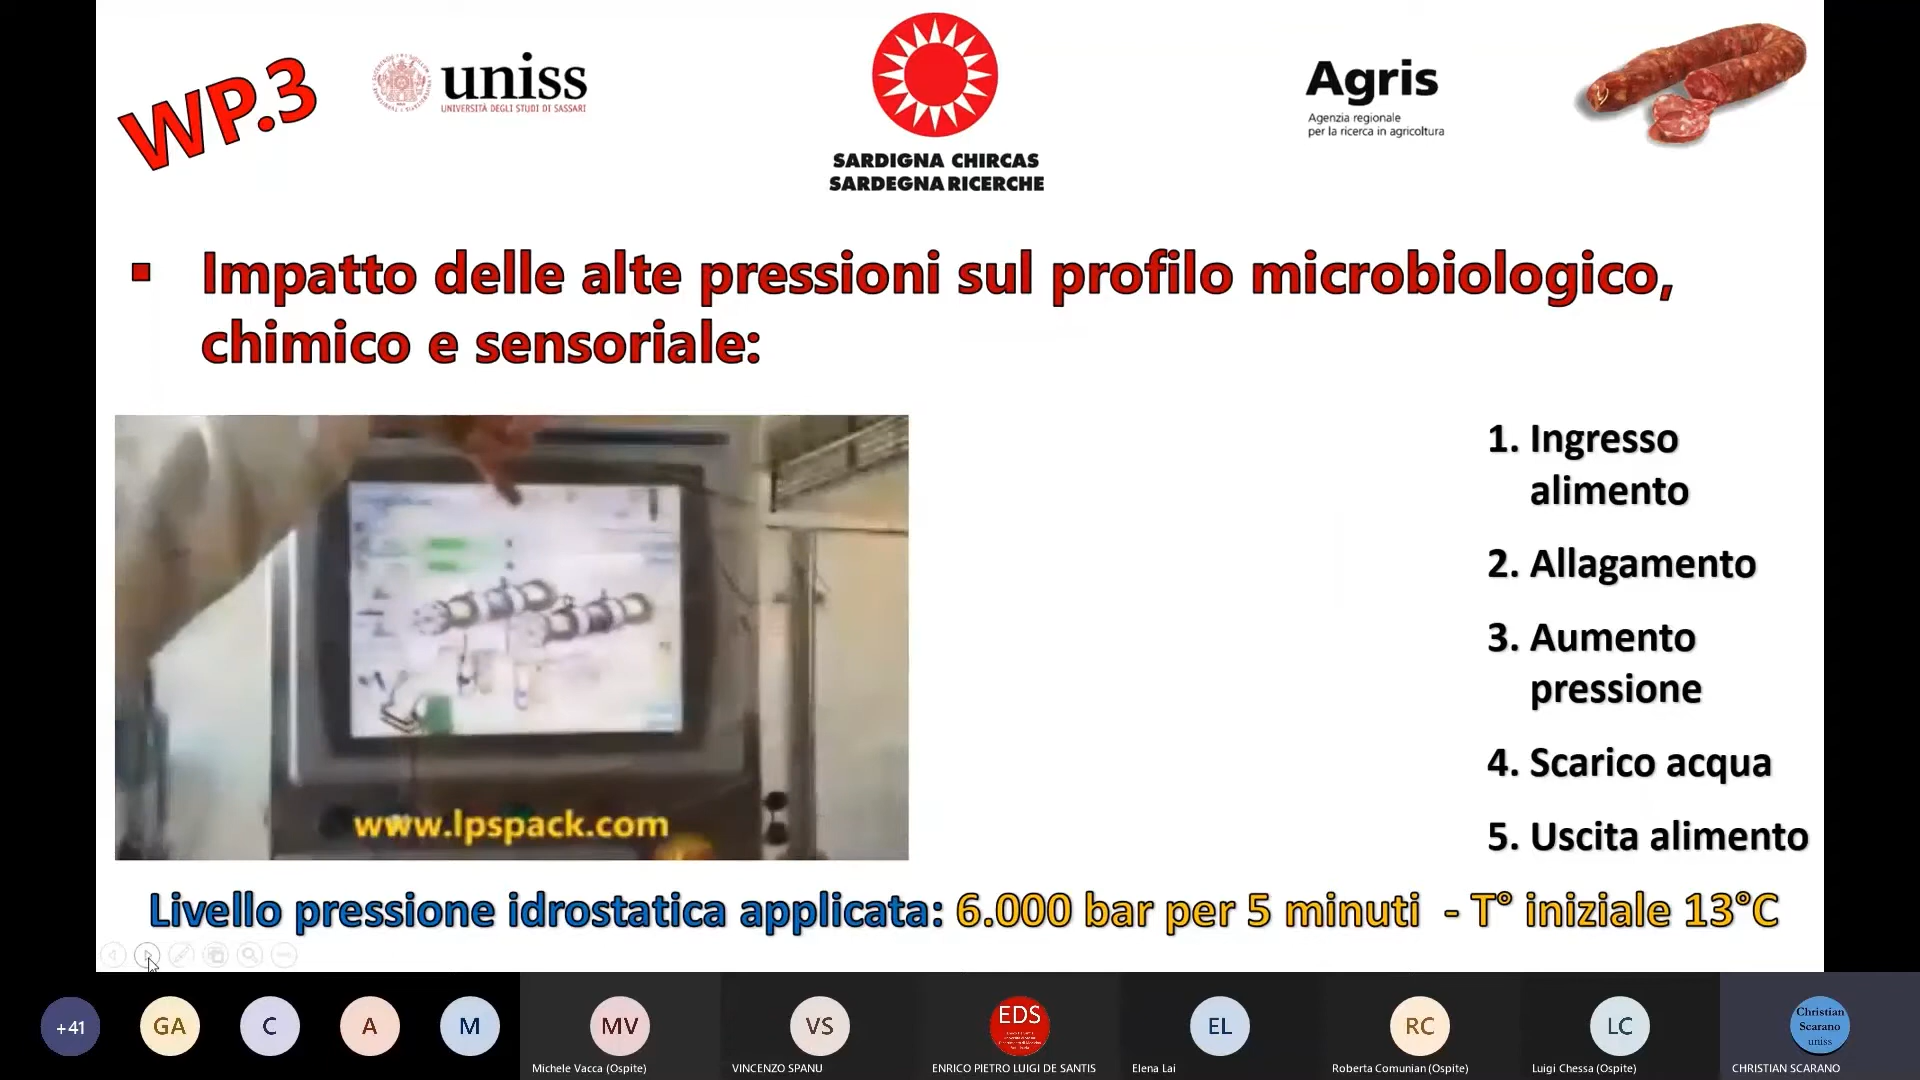 WP.3
uniss
UNIVERSITÀ DEGLI STUDI DI SASSARI
SARDIGNA CHIRCAS
SARDEGNA RICERCHE
Agris
Agenzia regionale
per la ricerca in agricoltura
▪ Impatto delle alte pressioni sul profilo microbiologico,
chimico e sensoriale:
www.lpspack.com
1. Ingresso
alimento
2. Allagamento
3. Aumento
pressione
4. Scarico acqua
5. Uscita alimento
Livello pressione idrostatica applicata: 6.000 bar per 5 minuti - T° iniziale 13°C
+41
GA
C
A
M
MV
VS
EDS
EL
RC
LC
Christian
Scarano
uniss
Michele Vacca (Ospite)
VINCENZO SPANU
ENRICO PIETRO LUIGI DE SANTIS
Elena Lai
Roberta Comunian (Ospite)
Luigi Chessa (Ospite)
CHRISTIAN SCARANO